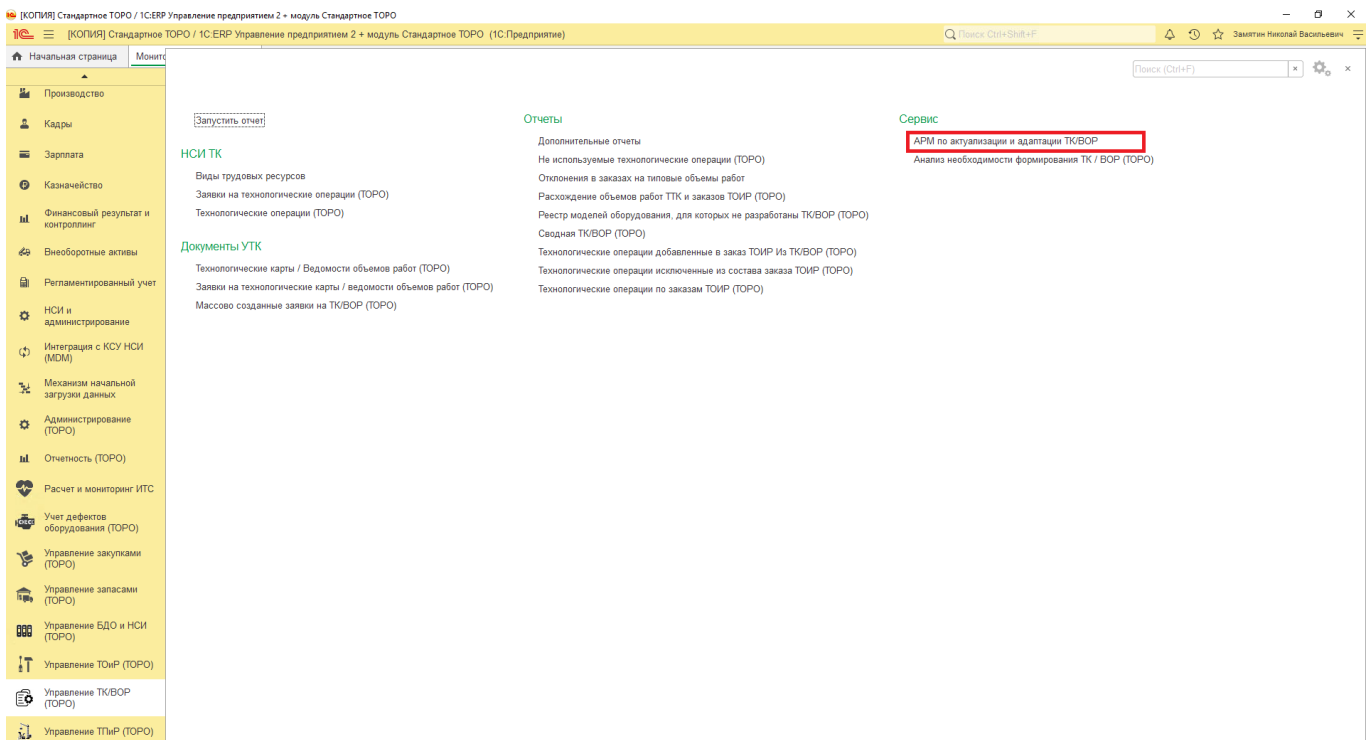 [КОПИЯ] Стандартное ТОРО / 1С:ERP Управление предприятием 2 + модуль Стандартное ТОРО
[КОПИЯ] Стандартное ТОРО / 1С:ERP Управление предприятием 2 + модуль Стандартное ТОРО (1С:Предприятие)
Поиск Ctrl+Shift+F
Замятин Николай Васильевич
Начальная страница
Монито
Поиск (Ctrl+F)
Производство
Кадры
Зарплата
Казначейство
Финансовый результат и
контроллинг
Внеоборотные активы
Регламентированный учет
НСИ и
администрирование
Интеграция с КСУ НСИ
(MDM)
Механизм начальной
загрузки данных
Администрирование
(ТОРО)
Отчетность (ТОРО)
Расчет и мониторинг ИТС
Учет дефектов
оборудования (ТОРО)
Управление закупками
(ТОРО)
Управление запасами
(ТОРО)
Управление БДО и НСИ
(ТОРО)
Управление ТОиР (ТОРО)
Управление ТК/ВОР
(ТОРО)
Управление ТПиР (ТОРО)
Запустить отчет
НСИ ТК
Виды трудовых ресурсов
Заявки на технологические операции (ТОРО)
Технологические операции (ТОРО)
Документы УТК
Технологические карты / Ведомости объемов работ (ТОРО)
Заявки на технологические карты / ведомости объемов работ (ТОРО)
Массово созданные заявки на ТК/ВОР (ТОРО)
Отчеты
Дополнительные отчеты
Не используемые технологические операции (ТОРО)
Отклонения в заказах на типовые объемы работ
Расхождение объемов работ ТТК и заказов ТОИР (ТОРО)
Реестр моделей оборудования, для которых не разработаны ТК/ВОР (ТОРО)
Сводная ТК/ВОР (ТОРО)
Технологические операции добавленные в заказ ТОИР Из ТК/ВОР (ТОРО)
Технологические операции исключенные из состава заказа ТОИР (ТОРО)
Технологические операции по заказам ТОИР (ТОРО)
Сервис
АРМ по актуализации и адаптации ТК/ВОР
Анализ необходимости формирования ТК / ВОР (ТОРО)